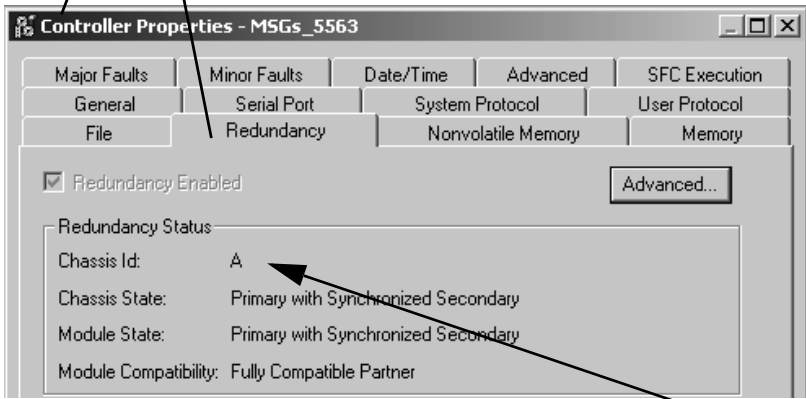 Controller Properties - MSGs_5563
Major Faults Minor Faults Date/Time Advanced SFC Execution
General Serial Port System Protocol User Protocol
File Redundancy Nonvolatile Memory Memory
Redundancy Enabled Advanced...
Redundancy Status
Chassis Id: A
Chassis State: Primary with Synchronized Secondary
Module State: Primary with Synchronized Secondary
Module Compatibility: Fully Compatible Partner